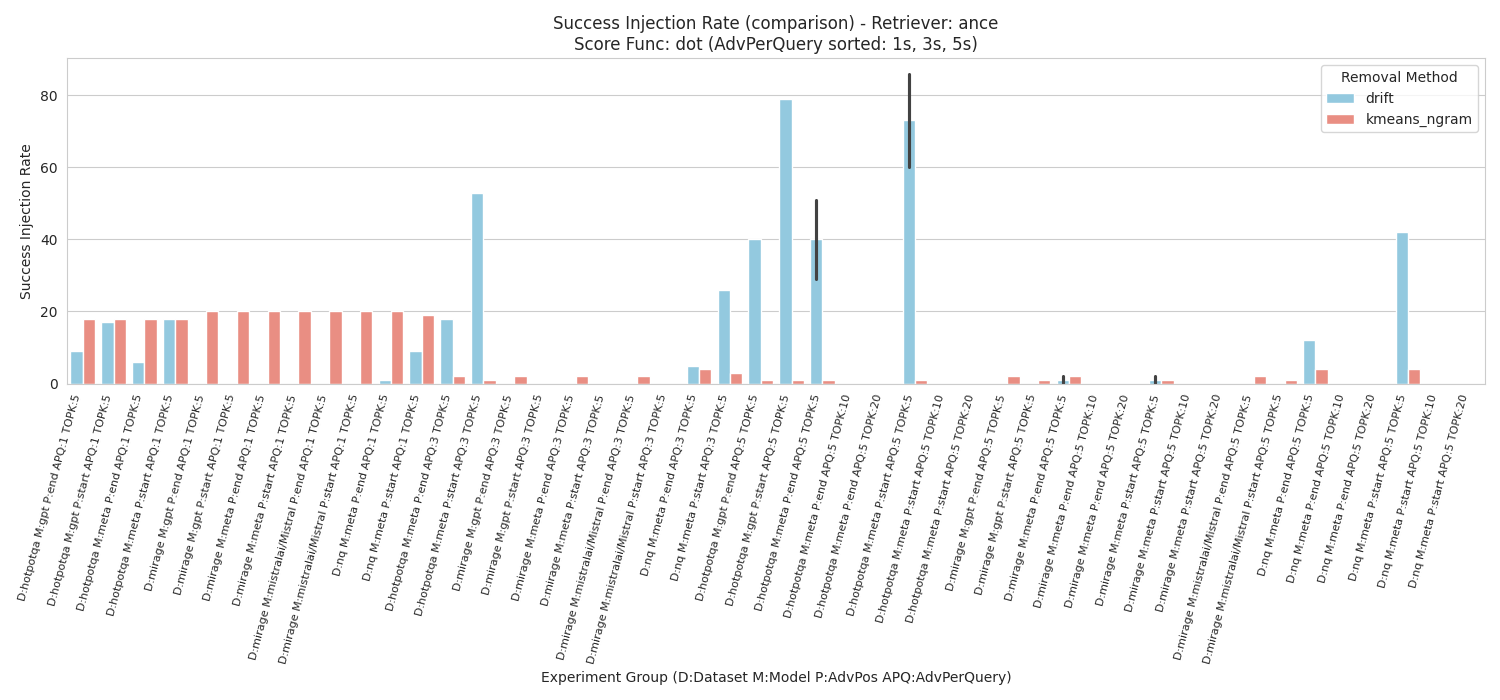 Success Injection Rate (comparison) - Retriever: ance
Score Func: dot (AdvPerQuery sorted: 1s, 3s, 5s)
Removal Method
drift
kmeans_ngram
Success Injection Rate
80
60
40
20
0
D:hotpotqa M:gpt P:end APQ:1 TOPK:5
D:hotpotqa M:gpt P:start APQ:1 TOPK:5
D:hotpotqa M:meta P:end APQ:1 TOPK:5
D:hotpotqa M:meta P:start APQ:1 TOPK:5
D:mirage M:gpt P:end APQ:1 TOPK:5
D:mirage M:gpt P:start APQ:1 TOPK:5
D:mirage M:meta P:end APQ:1 TOPK:5
D:mirage M:meta P:start APQ:1 TOPK:5
D:mirage M:mistralai/Mistral P:end APQ:1 TOPK:5
D:mirage M:mistralai/Mistral P:start APQ:1 TOPK:5
D:nq M:meta P:end APQ:1 TOPK:5
D:nq M:meta P:start APQ:1 TOPK:5
D:hotpotqa M:meta P:end APQ:3 TOPK:5
D:hotpotqa M:meta P:start APQ:3 TOPK:5
D:mirage M:gpt P:end APQ:3 TOPK:5
D:mirage M:gpt P:start APQ:3 TOPK:5
D:mirage M:meta P:end APQ:3 TOPK:5
D:mirage M:meta P:start APQ:3 TOPK:5
D:mirage M:mistralai/Mistral P:end APQ:3 TOPK:5
D:mirage M:mistralai/Mistral P:start APQ:3 TOPK:5
D:nq M:meta P:end APQ:3 TOPK:5
D:nq M:meta P:start APQ:3 TOPK:5
D:hotpotqa M:gpt P:end APQ:5 TOPK:5
D:hotpotqa M:gpt P:start APQ:5 TOPK:5
D:hotpotqa M:meta P:end APQ:5 TOPK:5
D:hotpotqa M:meta P:end APQ:5 TOPK:10
D:hotpotqa M:meta P:end APQ:5 TOPK:20
D:hotpotqa M:meta P:start APQ:5 TOPK:5
D:hotpotqa M:meta P:start APQ:5 TOPK:10
D:hotpotqa M:meta P:start APQ:5 TOPK:20
D:mirage M:gpt P:end APQ:5 TOPK:5
D:mirage M:gpt P:start APQ:5 TOPK:5
D:mirage M:meta P:end APQ:5 TOPK:5
D:mirage M:meta P:end APQ:5 TOPK:10
D:mirage M:meta P:end APQ:5 TOPK:20
D:mirage M:meta P:start APQ:5 TOPK:5
D:mirage M:meta P:start APQ:5 TOPK:10
D:mirage M:meta P:start APQ:5 TOPK:20
D:mirage M:mistralai/Mistral P:end APQ:5 TOPK:5
D:mirage M:mistralai/Mistral P:start APQ:5 TOPK:5
D:nq M:meta P:end APQ:5 TOPK:5
D:nq M:meta P:end APQ:5 TOPK:10
D:nq M:meta P:end APQ:5 TOPK:20
D:nq M:meta P:start APQ:5 TOPK:5
D:nq M:meta P:start APQ:5 TOPK:10
D:nq M:meta P:start APQ:5 TOPK:20
Experiment Group (D:Dataset M:Model P:AdvPos APQ:AdvPerQuery)